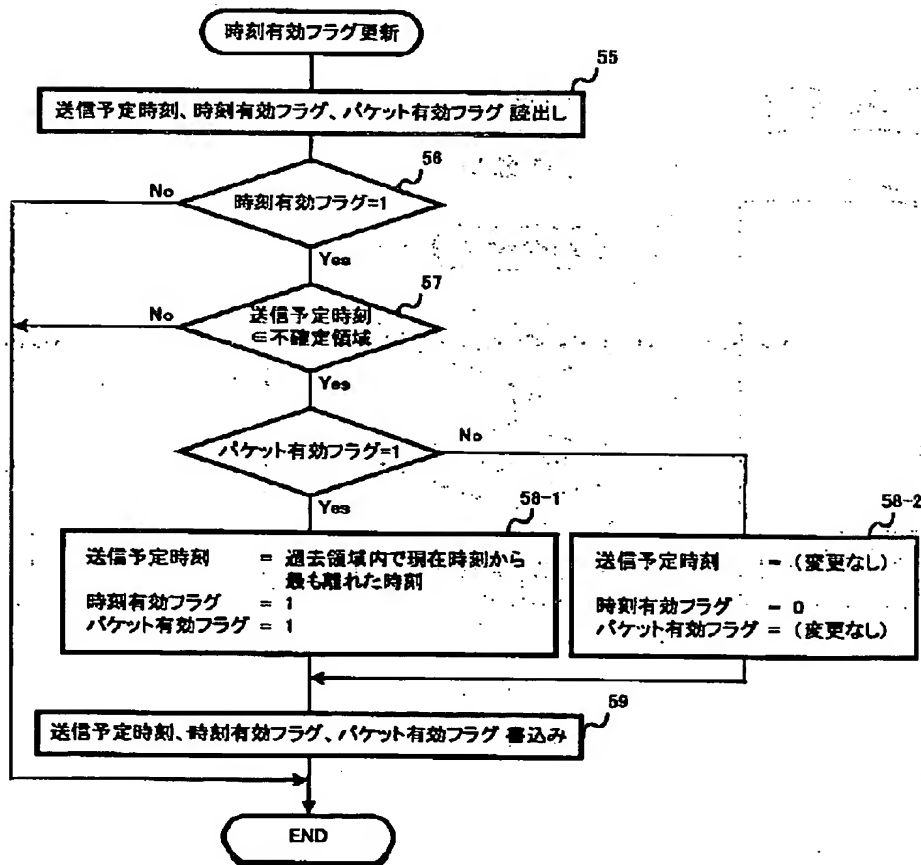 時刻有効フラグ更新
55
送信予定時刻、時刻有効フラグ、パケット有効フラグ 読出し
56
No
時刻有効フラグ=1
Yes
57
No
送信予定時刻
∈不確定領域
Yes
No
パケット有効フラグ=1
Yes
58-1
58-2
送信予定時刻 = 過去領域内で現在時刻から
最も離れた時刻
時刻有効フラグ = 1
パケット有効フラグ = 1
送信予定時刻 = (変更なし)
時刻有効フラグ = 0
パケット有効フラグ = (変更なし)
59
送信予定時刻、時刻有効フラグ、パケット有効フラグ 書込み
END